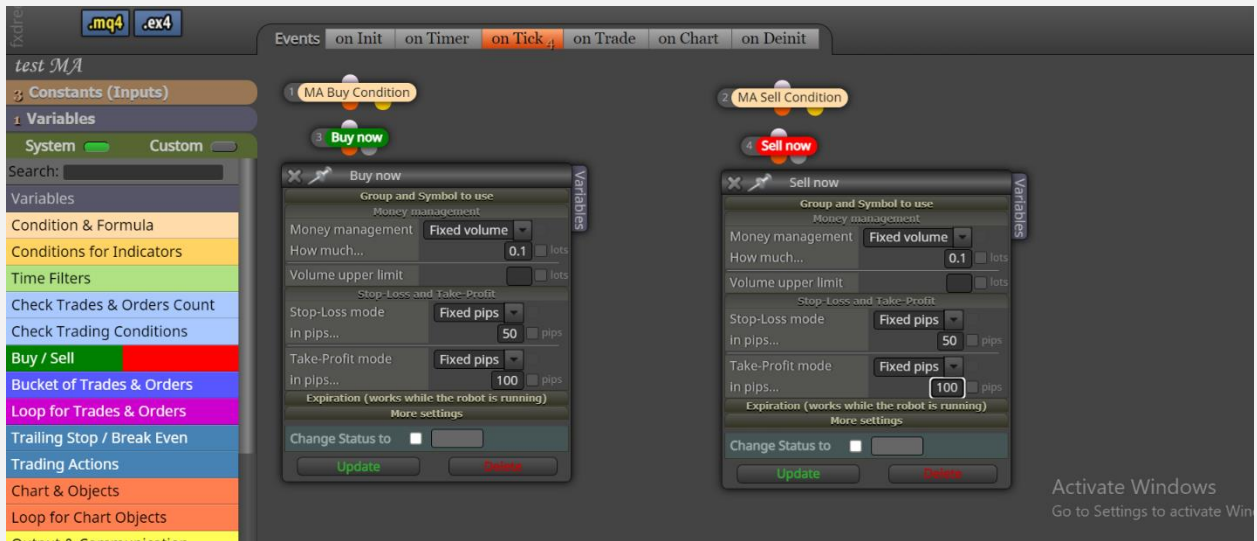 fxdre
.mq4 .ex4
Events on Init on Timer on Tick 4 on Trade on Chart on Deinit
test MA
3 Constants (Inputs)
1 Variables
System Custom
Search:
Variables
Condition & Formula
Conditions for Indicators
Time Filters
Check Trades & Orders Count
Check Trading Conditions
Buy / Sell
Bucket of Trades & Orders
Loop for Trades & Orders
Trailing Stop / Break Even
Trading Actions
Chart & Objects
Loop for Chart Objects
Output & Communication
1 MA Buy Condition
3 Buy now
Buy now
Variables
Group and Symbol to use
Money management
Money management Fixed volume
How much... 0.1 lots
Volume upper limit lots
Stop-Loss and Take-Profit
Stop-Loss mode Fixed pips
in pips... 50 pips
Take-Profit mode Fixed pips
in pips... 100 pips
Expiration (works while the robot is running)
More settings
Change Status to
Update Delete
2 MA Sell Condition
4 Sell now
Sell now
Variables
Group and Symbol to use
Money management
Money management Fixed volume
How much... 0.1 lots
Volume upper limit lots
Stop-Loss and Take-Profit
Stop-Loss mode Fixed pips
in pips... 50 pips
Take-Profit mode Fixed pips
in pips... 100 pips
Expiration (works while the robot is running)
More settings
Change Status to
Update Delete
Activate Windows
Go to Settings to activate Win